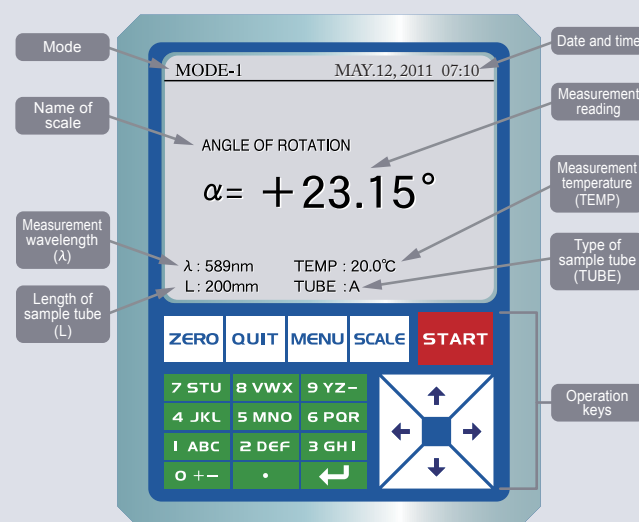 Mode
Date and time
MODE-1 MAY.12, 2011 07:10
Name of
scale
Measurement
reading
ANGLE OF ROTATION
α= +23.15°
Measurement
temperature
(TEMP)
Measurement
wavelength
(λ)
Type of
sample tube
(TUBE)
λ : 589nm TEMP : 20.0℃
L : 200mm TUBE : A
Length of
sample tube
(L)
ZERO QUIT MENU SCALE START
7 STU 8 VWX 9 YZ-
4 JKL 5 MNO 6 PQR
1 ABC 2 DEF 3 GHI
0 +- ·
Operation
keys